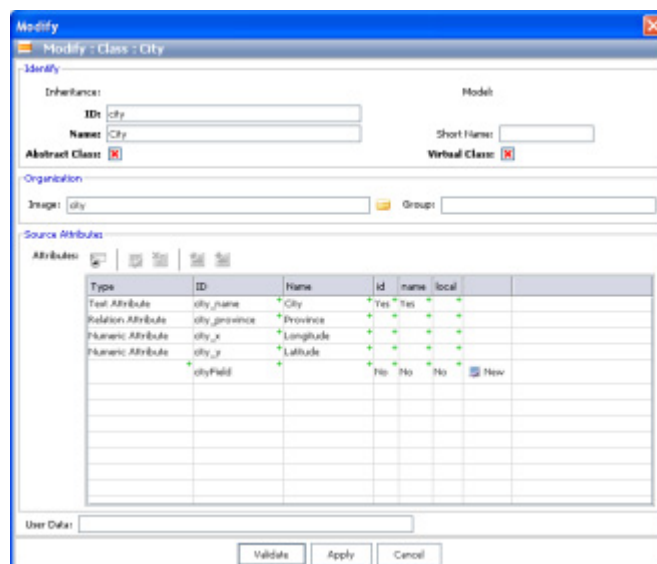 Modify
Modify : Class : City
Identify
Inheritance: Model:
ID: city
Name: City Short Name:
Abstract Class: Virtual Class:
Organization
Image: city Group:
Source Attributes
Attributes:
Type ID Name id name local
Text Attribute city_name City Yes Yes
Relation Attribute city_province Province
Numeric Attribute city_x Longitude
Numeric Attribute city_y Latitude
cityField No No No New
User Data:
Validate Apply Cancel